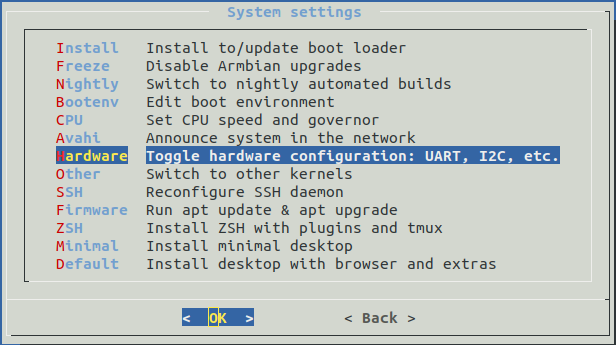 System settings
Install Install to/update boot loader
Freeze Disable Armbian upgrades
Nightly Switch to nightly automated builds
Bootenv Edit boot environment
CPU Set CPU speed and governor
Avahi Announce system in the network
Hardware Toggle hardware configuration: UART, I2C, etc.
Other Switch to other kernels
SSH Reconfigure SSH daemon
Firmware Run apt update & apt upgrade
ZSH Install ZSH with plugins and tmux
Minimal Install minimal desktop
Default Install desktop with browser and extras
< OK > < Back >